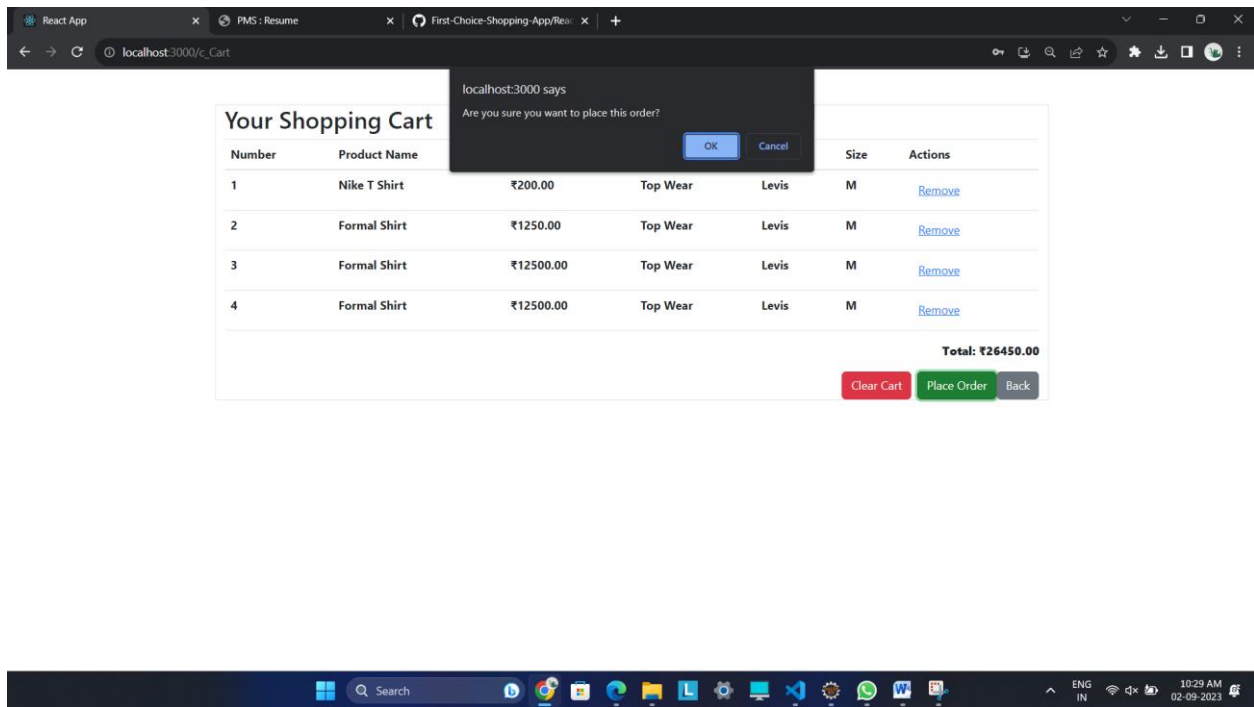 React App
PMS : Resume
First-Choice-Shopping-App/Reac
localhost:3000/c_Cart
localhost:3000 says
Are you sure you want to place this order?
OK Cancel
Your Shopping Cart
Number Product Name Size Actions
1 Nike T Shirt ₹200.00 Top Wear Levis M Remove
2 Formal Shirt ₹1250.00 Top Wear Levis M Remove
3 Formal Shirt ₹12500.00 Top Wear Levis M Remove
4 Formal Shirt ₹12500.00 Top Wear Levis M Remove
Total: ₹26450.00
Clear Cart Place Order Back
Search
ENG
IN
10:29 AM
02-09-2023